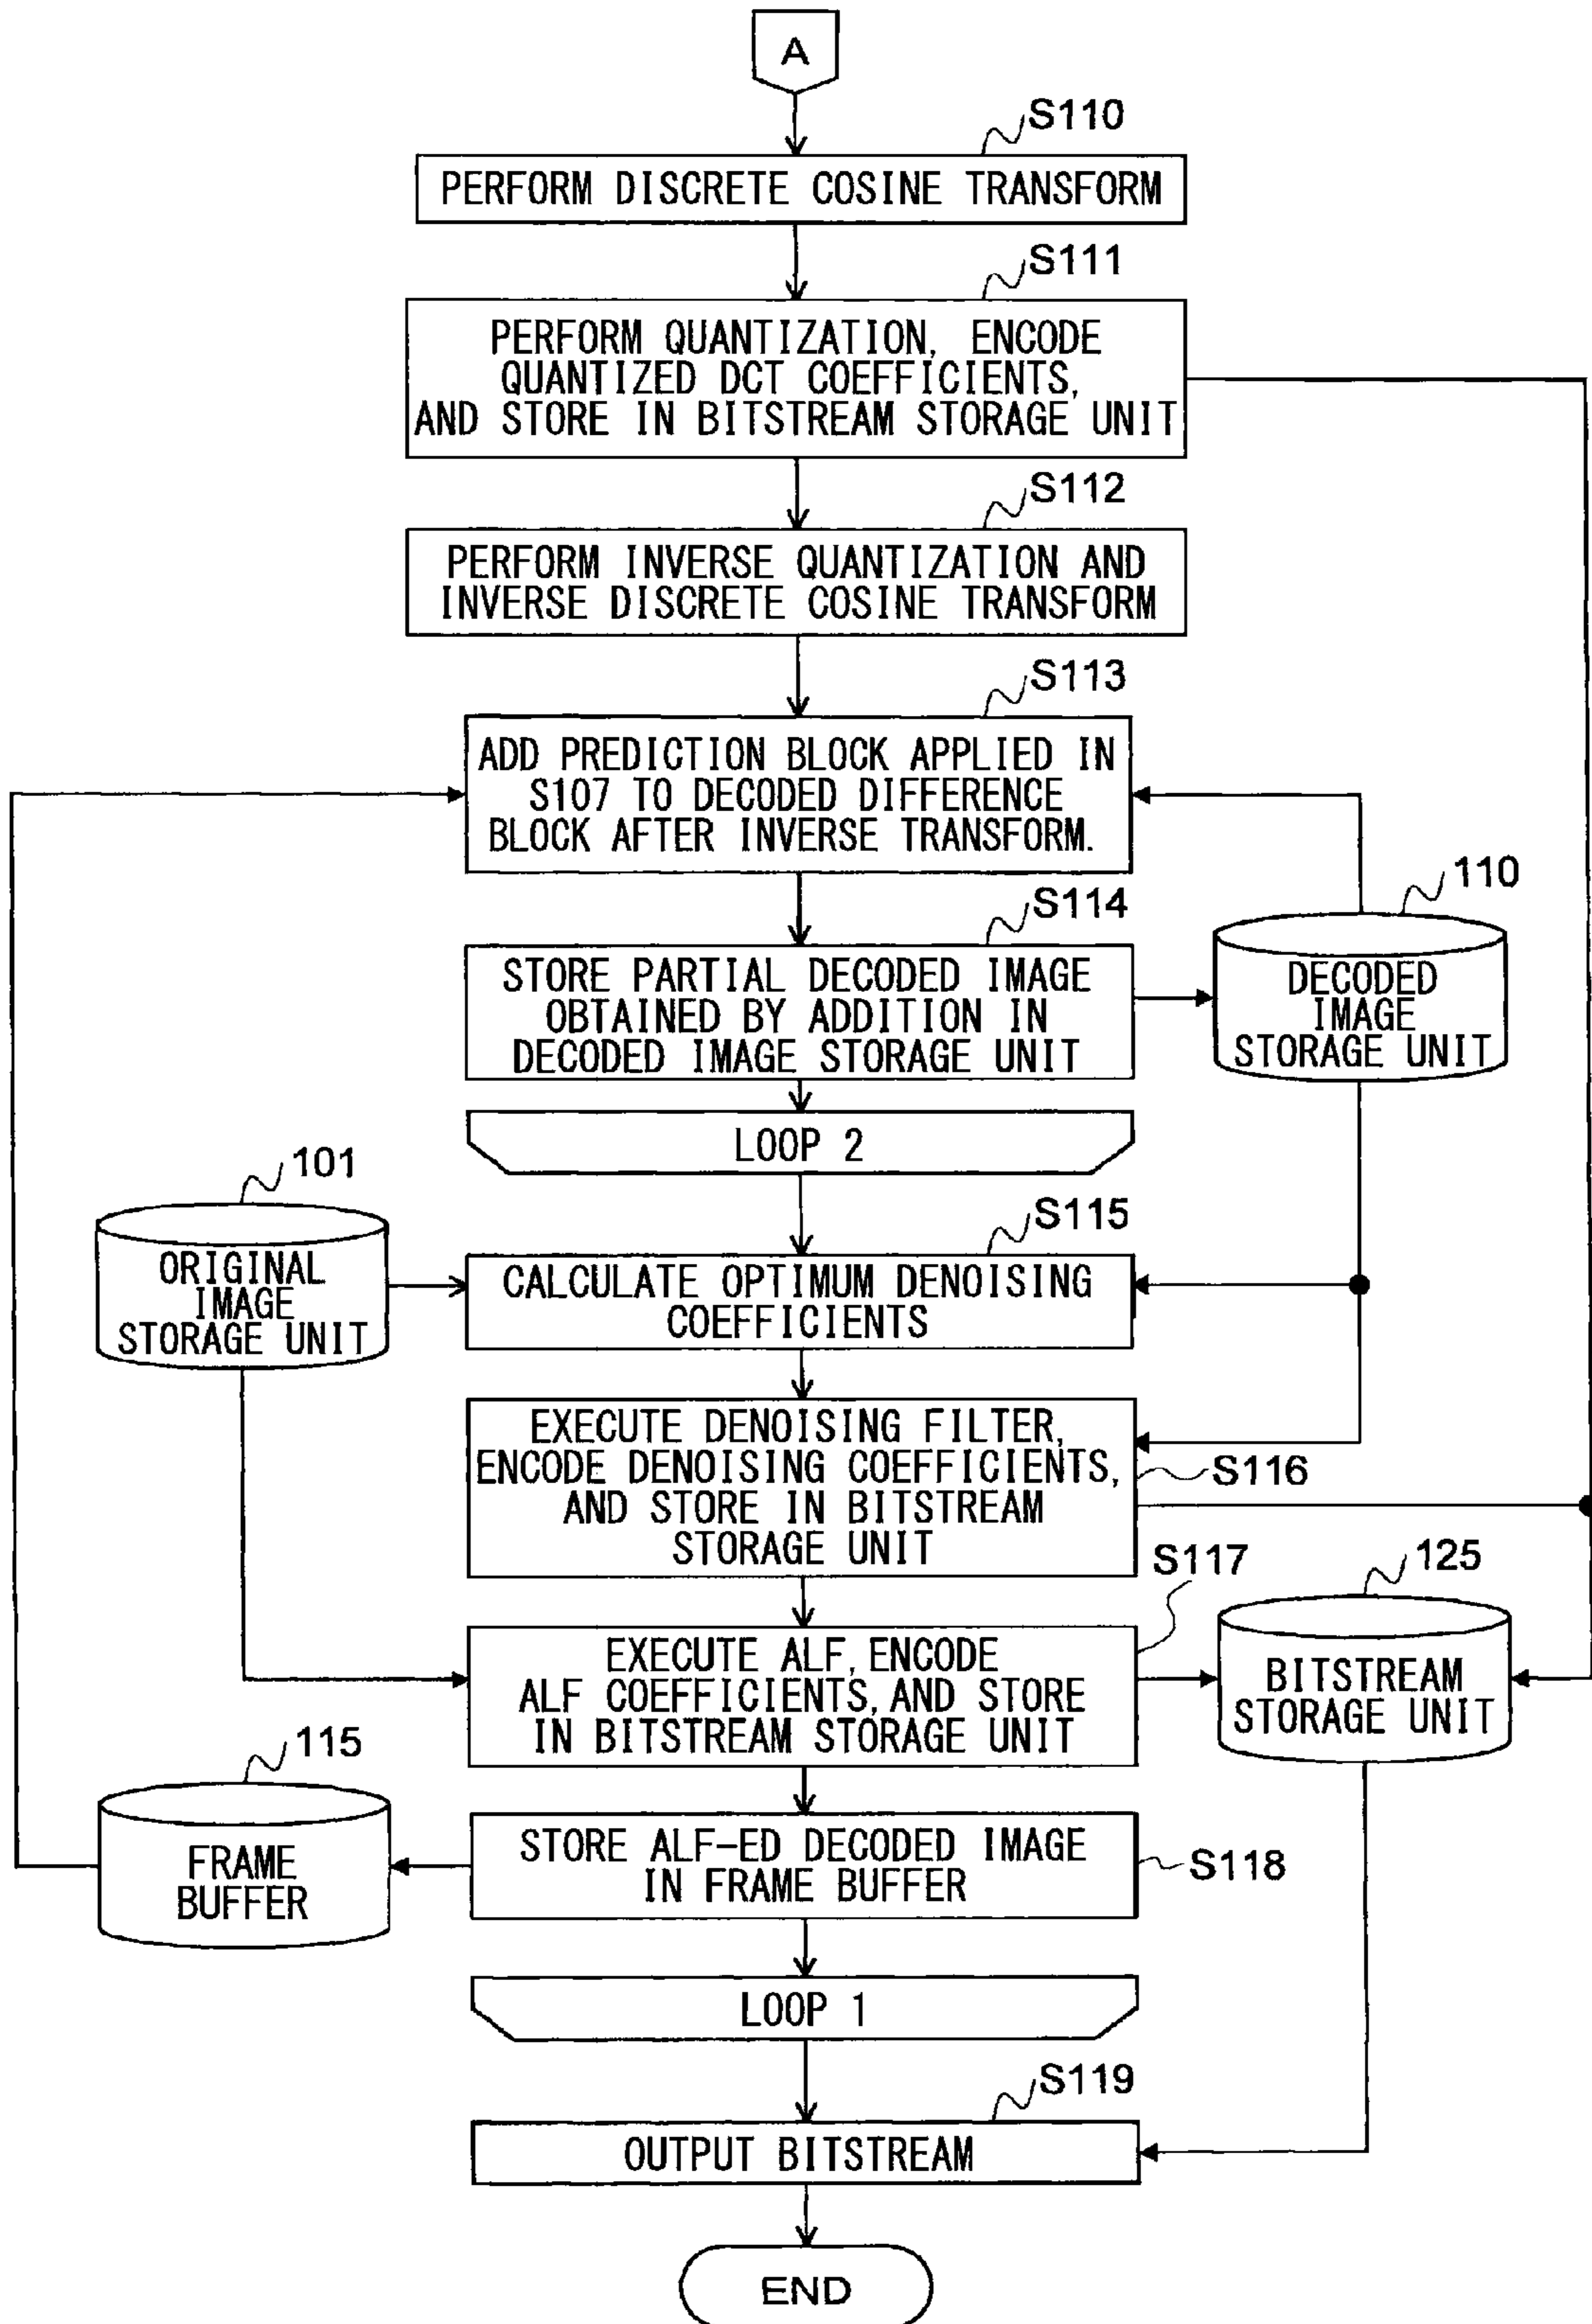 A
S110
PERFORM DISCRETE COSINE TRANSFORM
S111
PERFORM QUANTIZATION, ENCODE
QUANTIZED DCT COEFFICIENTS,
AND STORE IN BITSTREAM STORAGE UNIT
S112
PERFORM INVERSE QUANTIZATION AND
INVERSE DISCRETE COSINE TRANSFORM
S113
ADD PREDICTION BLOCK APPLIED IN
S107 TO DECODED DIFFERENCE
BLOCK AFTER INVERSE TRANSFORM.
S114
STORE PARTIAL DECODED IMAGE
OBTAINED BY ADDITION IN
DECODED IMAGE STORAGE UNIT
110
DECODED
IMAGE
STORAGE UNIT
LOOP 2
101
ORIGINAL
IMAGE
STORAGE UNIT
S115
CALCULATE OPTIMUM DENOISING
COEFFICIENTS
EXECUTE DENOISING FILTER,
ENCODE DENOISING COEFFICIENTS,
AND STORE IN BITSTREAM
STORAGE UNIT
S116
S117
EXECUTE ALF, ENCODE
ALF COEFFICIENTS, AND STORE
IN BITSTREAM STORAGE UNIT
125
BITSTREAM
STORAGE UNIT
115
FRAME
BUFFER
STORE ALF-ED DECODED IMAGE
IN FRAME BUFFER
S118
LOOP 1
S119
OUTPUT BITSTREAM
END